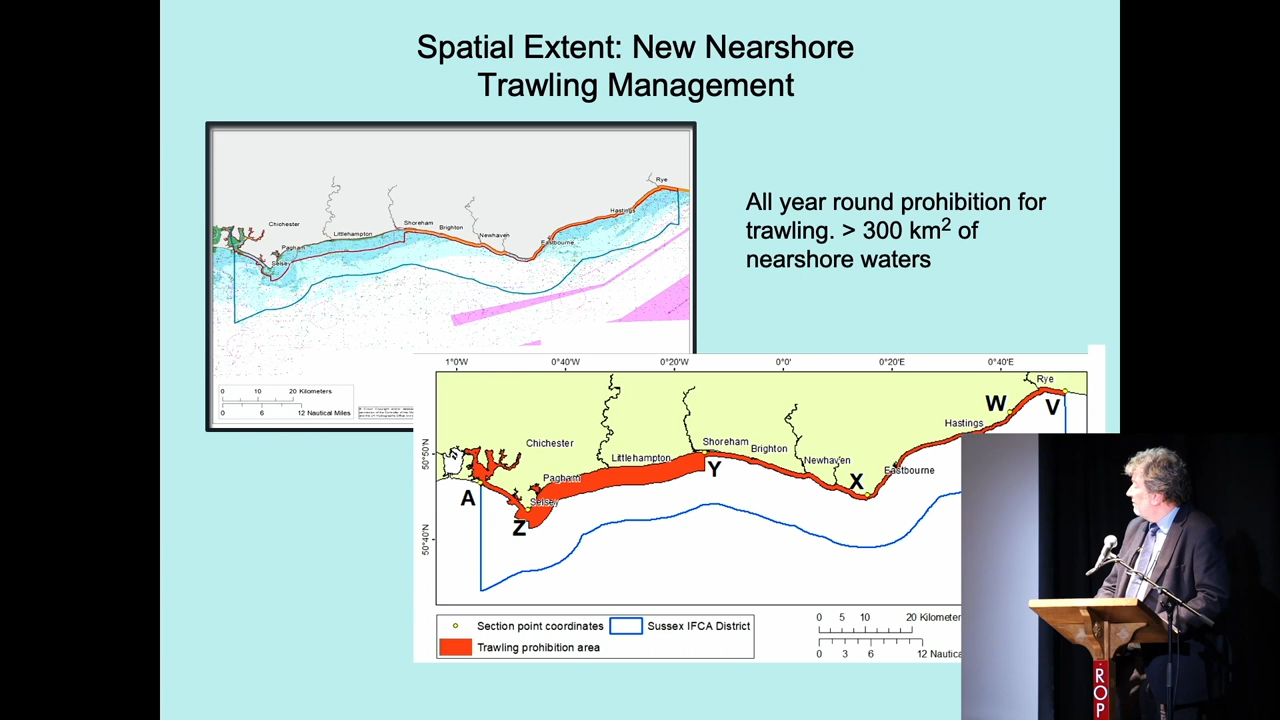 Spatial Extent: New Nearshore
Trawling Management
All year round prohibition for
trawling. > 300 km2 of
nearshore waters
Rye
Hastings
Chichester
Shoreham
Brighton
Littlehampton
Newhaven
Eastbourne
Pagham
Selsey
0 10 20 Kilometers
0 6 12 Nautical Miles
1°0'W 0°40'W 0°20'W 0°0' 0°20'E 0°40'E
Rye
W V
Hastings
50°50'N
Chichester
Shoreham
Brighton
Littlehampton
Newhaven
Eastbourne
Y
Pagham
X
A
Selsey
Z
50°40'N
Section point coordinates
Sussex IFCA District
Trawling prohibition area
0 5 10 20 Kilometer
0 3 6 12 Nautica
ROP